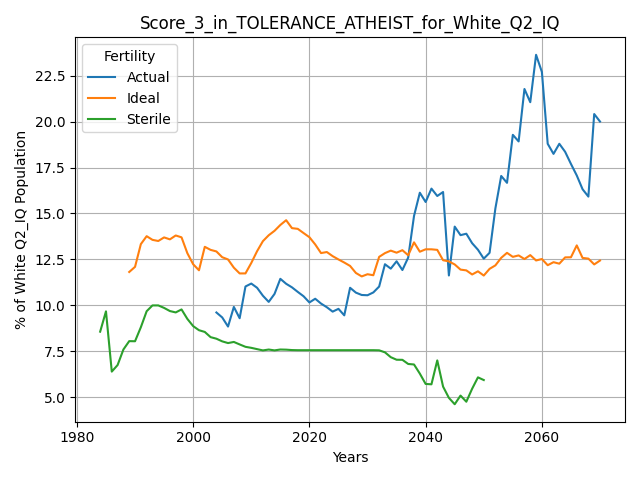 Score_3_in_TOLERANCE_ATHEIST_for_White_Q2_IQ
Fertility
Actual
Ideal
Sterile
% of White Q2_IQ Population
22.5
20.0
17.5
15.0
12.5
10.0
7.5
5.0
1980 2000 2020 2040 2060
Years